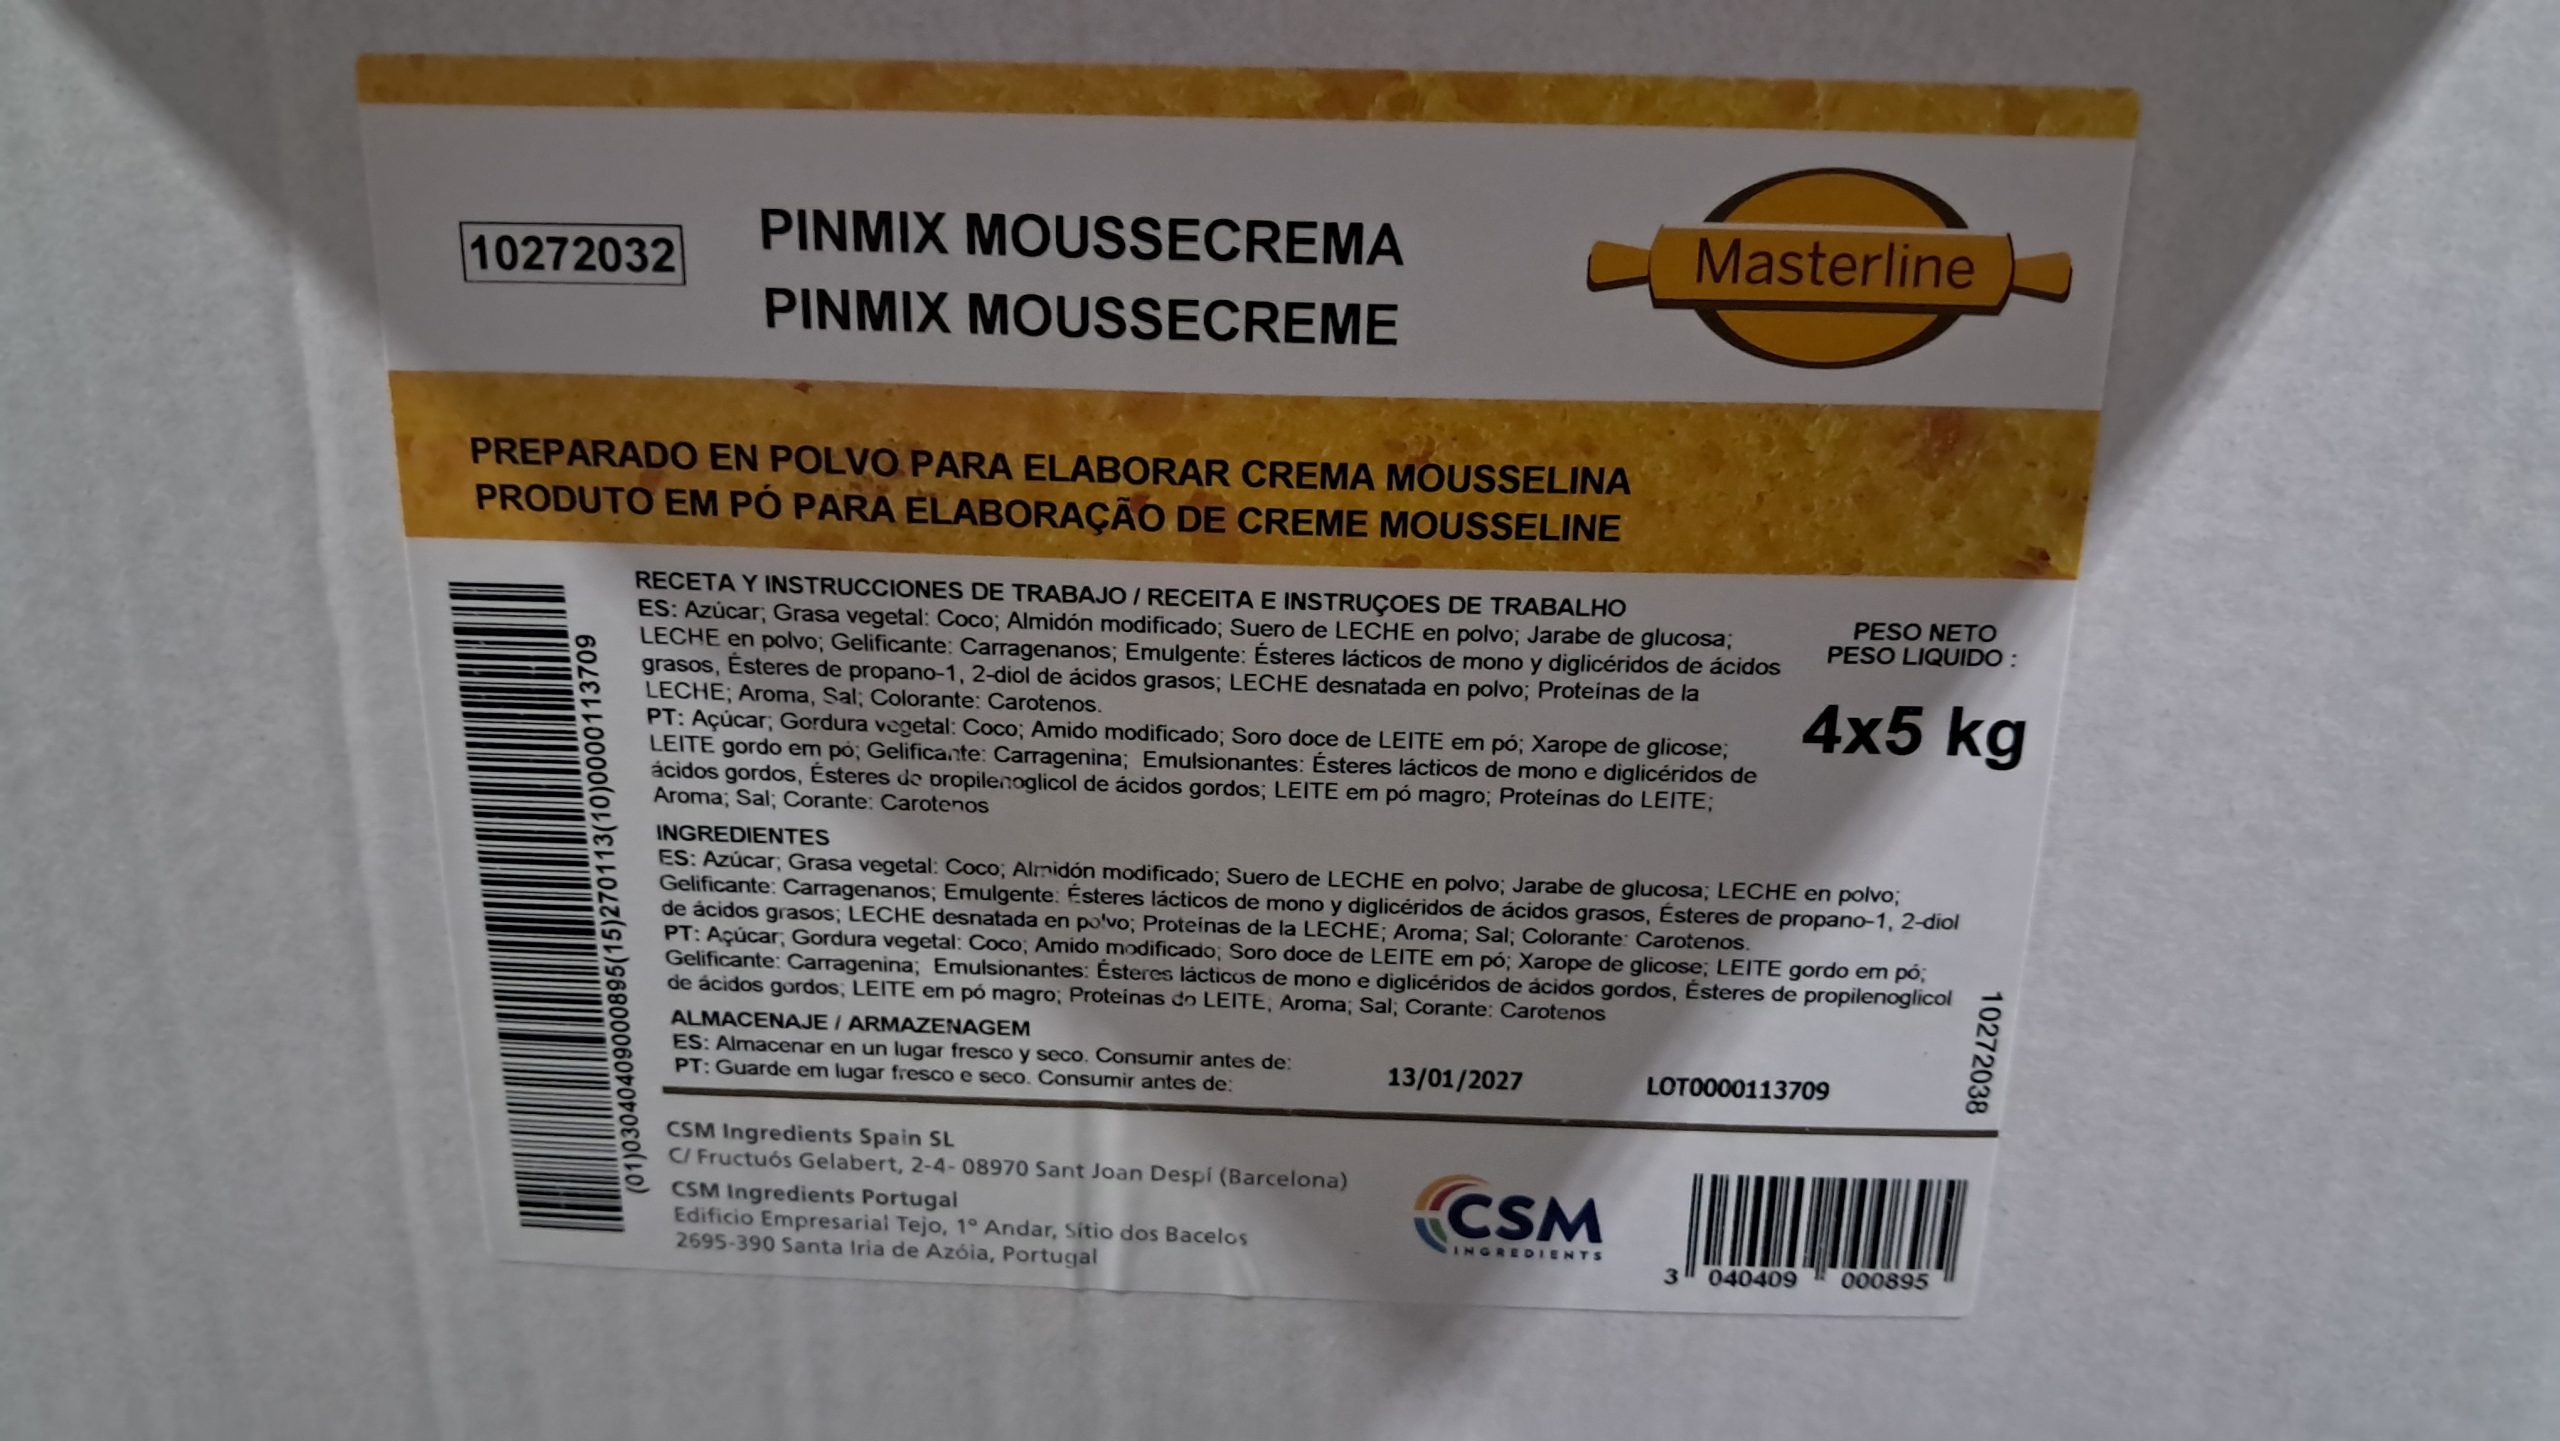 10272032
PINMIX MOUSSECREMA
PINMIX MOUSSECREME
Masterline
PREPARADO EN POLVO PARA ELABORAR CREMA MOUSSELINA
PRODUTO EM PÓ PARA ELABORAÇÃO DE CREME MOUSSELINE
RECETA Y INSTRUCCIONES DE TRABAJO / RECEITA E INSTRUÇOES DE TRABALHO
ES: Azúcar; Grasa vegetal: Coco; Almidón modificado; Suero de LECHE en polvo; Jarabe de glucosa;
LECHE en polvo; Gelificante: Carragenanos; Emulgente: Ésteres lácticos de mono y diglicéridos de ácidos
grasos, Ésteres de propano-1, 2-diol de ácidos grasos; LECHE desnatada en polvo; Proteínas de la
LECHE; Aroma, Sal; Colorante: Carotenos.
PT: Açúcar; Gordura vegetal: Coco; Amido modificado; Soro doce de LEITE em pó; Xarope de glicose;
LEITE gordo em pó; Gelificante: Carragenina; Emulsionantes: Ésteres lácticos de mono e diglicéridos de
ácidos gordos, Ésteres de propilenoglicol de ácidos gordos; LEITE em pó magro; Proteínas do LEITE;
Aroma; Sal; Corante: Carotenos
PESO NETO
PESO LIQUIDO :
4x5 kg
INGREDIENTES
ES: Azúcar; Grasa vegetal: Coco; Almidón modificado; Suero de LECHE en polvo; Jarabe de glucosa; LECHE en polvo;
Gelificante: Carragenanos; Emulgente: Ésteres lácticos de mono y diglicéridos de ácidos grasos, Ésteres de propano-1, 2-diol
de ácidos grasos; LECHE desnatada en polvo; Proteínas de la LECHE; Aroma; Sal; Colorante: Carotenos.
PT: Açúcar; Gordura vegetal: Coco; Amido modificado; Soro doce de LEITE em pó; Xarope de glicose; LEITE gordo em pó;
Gelificante: Carragenina; Emulsionantes: Ésteres lácticos de mono e diglicéridos de ácidos gordos, Ésteres de propilenoglicol
de ácidos gordos; LEITE em pó magro; Proteínas do LEITE; Aroma; Sal; Corante: Carotenos
ALMACENAJE / ARMAZENAGEM
ES: Almacenar en un lugar fresco y seco. Consumir antes de:
PT: Guarde em lugar fresco e seco. Consumir antes de:
13/01/2027
LOT0000113709
10272038
(01)03040409000895(15)270113(10)0000113709
CSM Ingredients Spain SL
C/ Fructuós Gelabert, 2-4- 08970 Sant Joan Despí (Barcelona)
CSM Ingredients Portugal
Edificio Empresarial Tejo, 1º Andar, Sítio dos Bacelos
2695-390 Santa Iria de Azóia, Portugal
CSM
INGREDIENTS
3 040409 000895